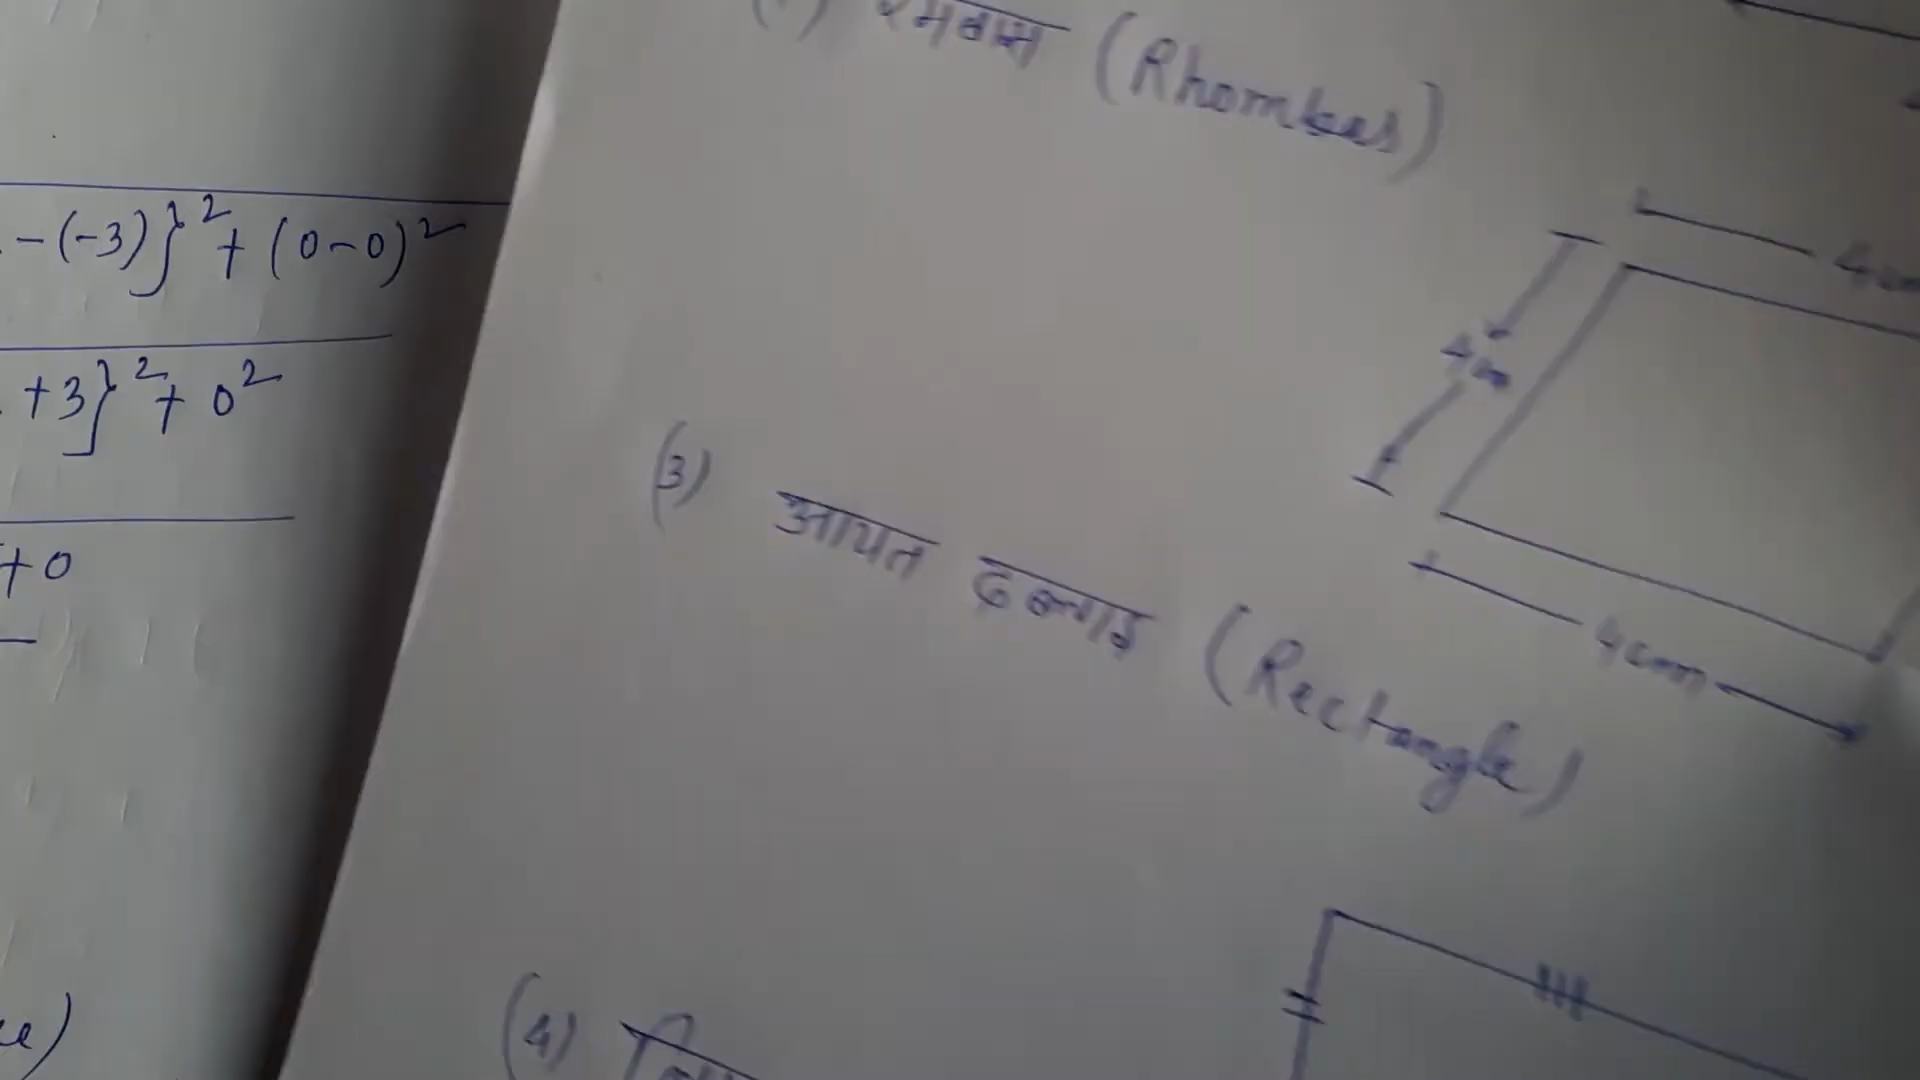 -(-3)}² + (0-0)²
+3}² + 0²
+0
(Rhombus)
4cm
4cm
4cm
(3) आयत (Rectangle)
(4)